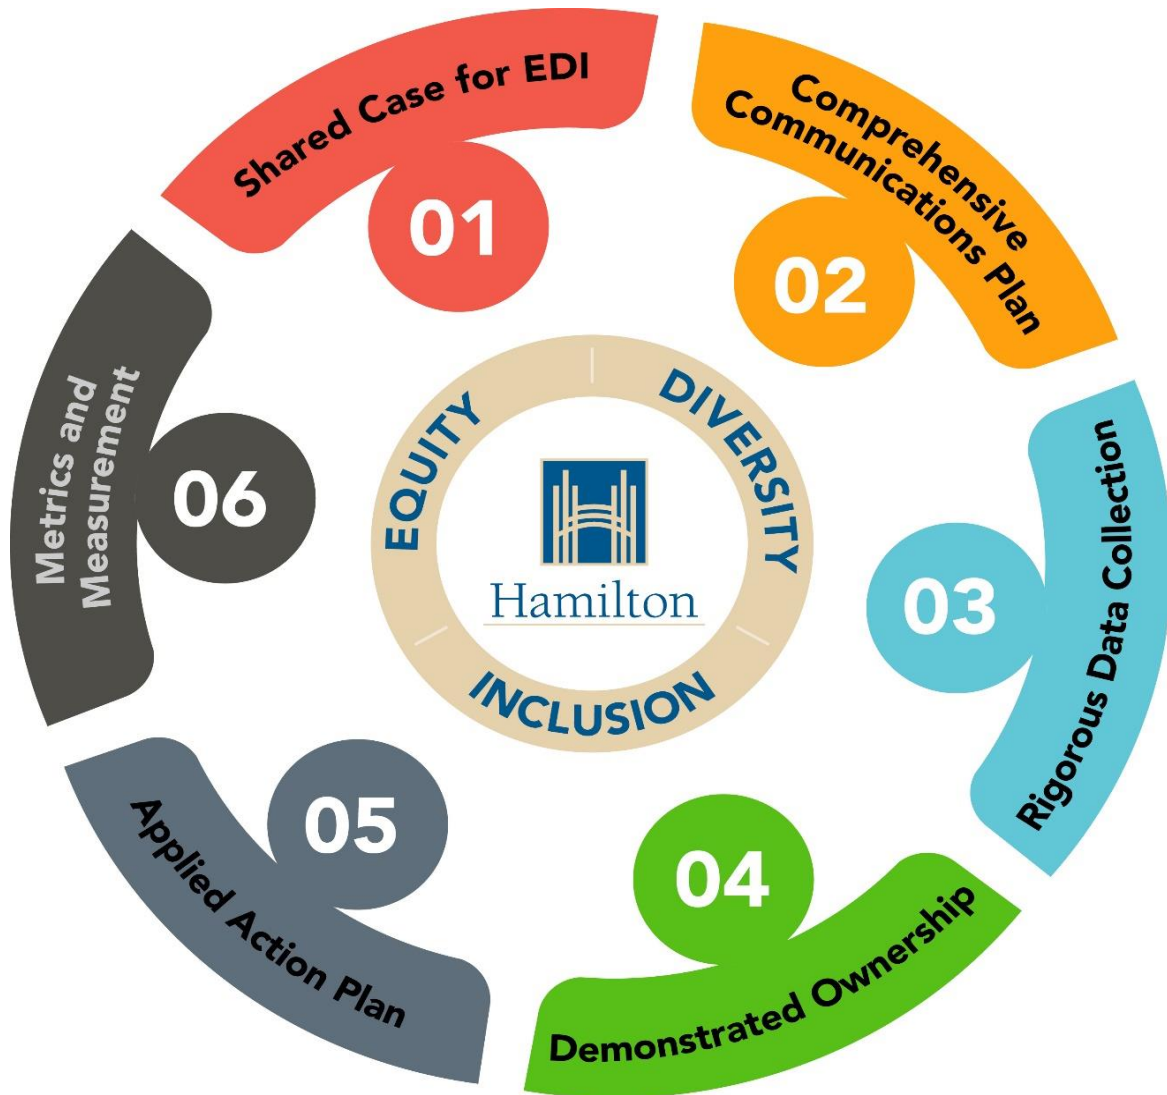 Shared Case for EDI
01
Comprehensive
Communications Plan
02
Rigorous Data Collection
03
Demonstrated Ownership
04
Applied Action Plan
05
Metrics and
Measurement
06
EQUITY
DIVERSITY
INCLUSION
Hamilton